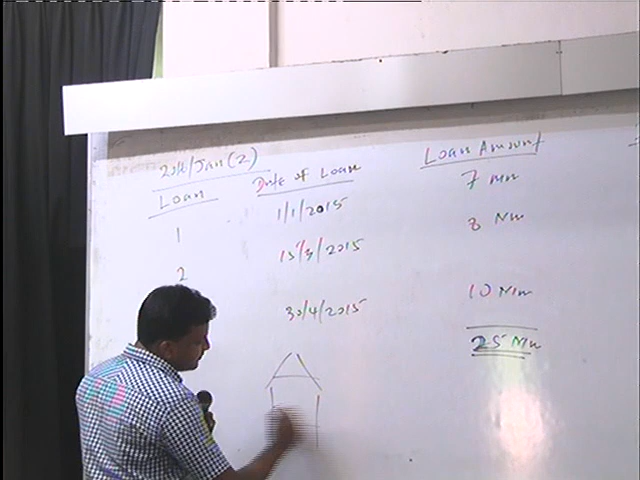 2016/Jan(2)
Loan Date of Loan Loan Amount
1 1/1/2015 7 mn
2 15/3/2015 8 Mn
30/4/2015 10 Mn
25 Mn